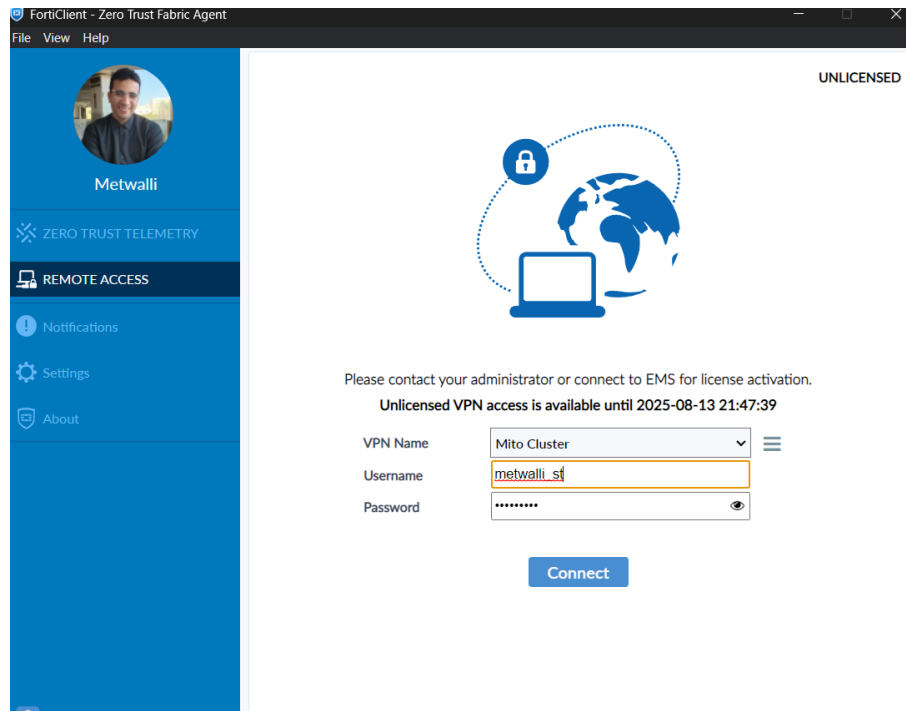 FortiClient - Zero Trust Fabric Agent
File View Help
UNLICENSED
Metwalli
ZERO TRUST TELEMETRY
REMOTE ACCESS
Notifications
Settings
About
Please contact your administrator or connect to EMS for license activation.
Unlicensed VPN access is available until 2025-08-13 21:47:39
VPN Name Mito Cluster
Username metwalli_st
Password •••••••••
Connect